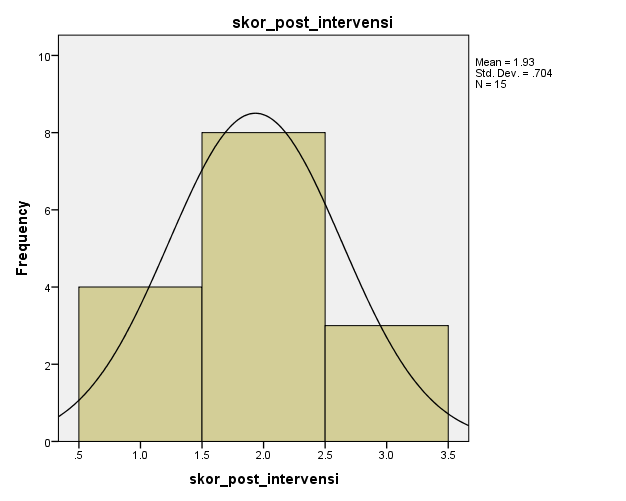 skor_post_intervensi
Mean = 1.93
Std. Dev. = .704
N = 15
Frequency
10
8
6
4
2
0
.5 1.0 1.5 2.0 2.5 3.0 3.5
skor_post_intervensi